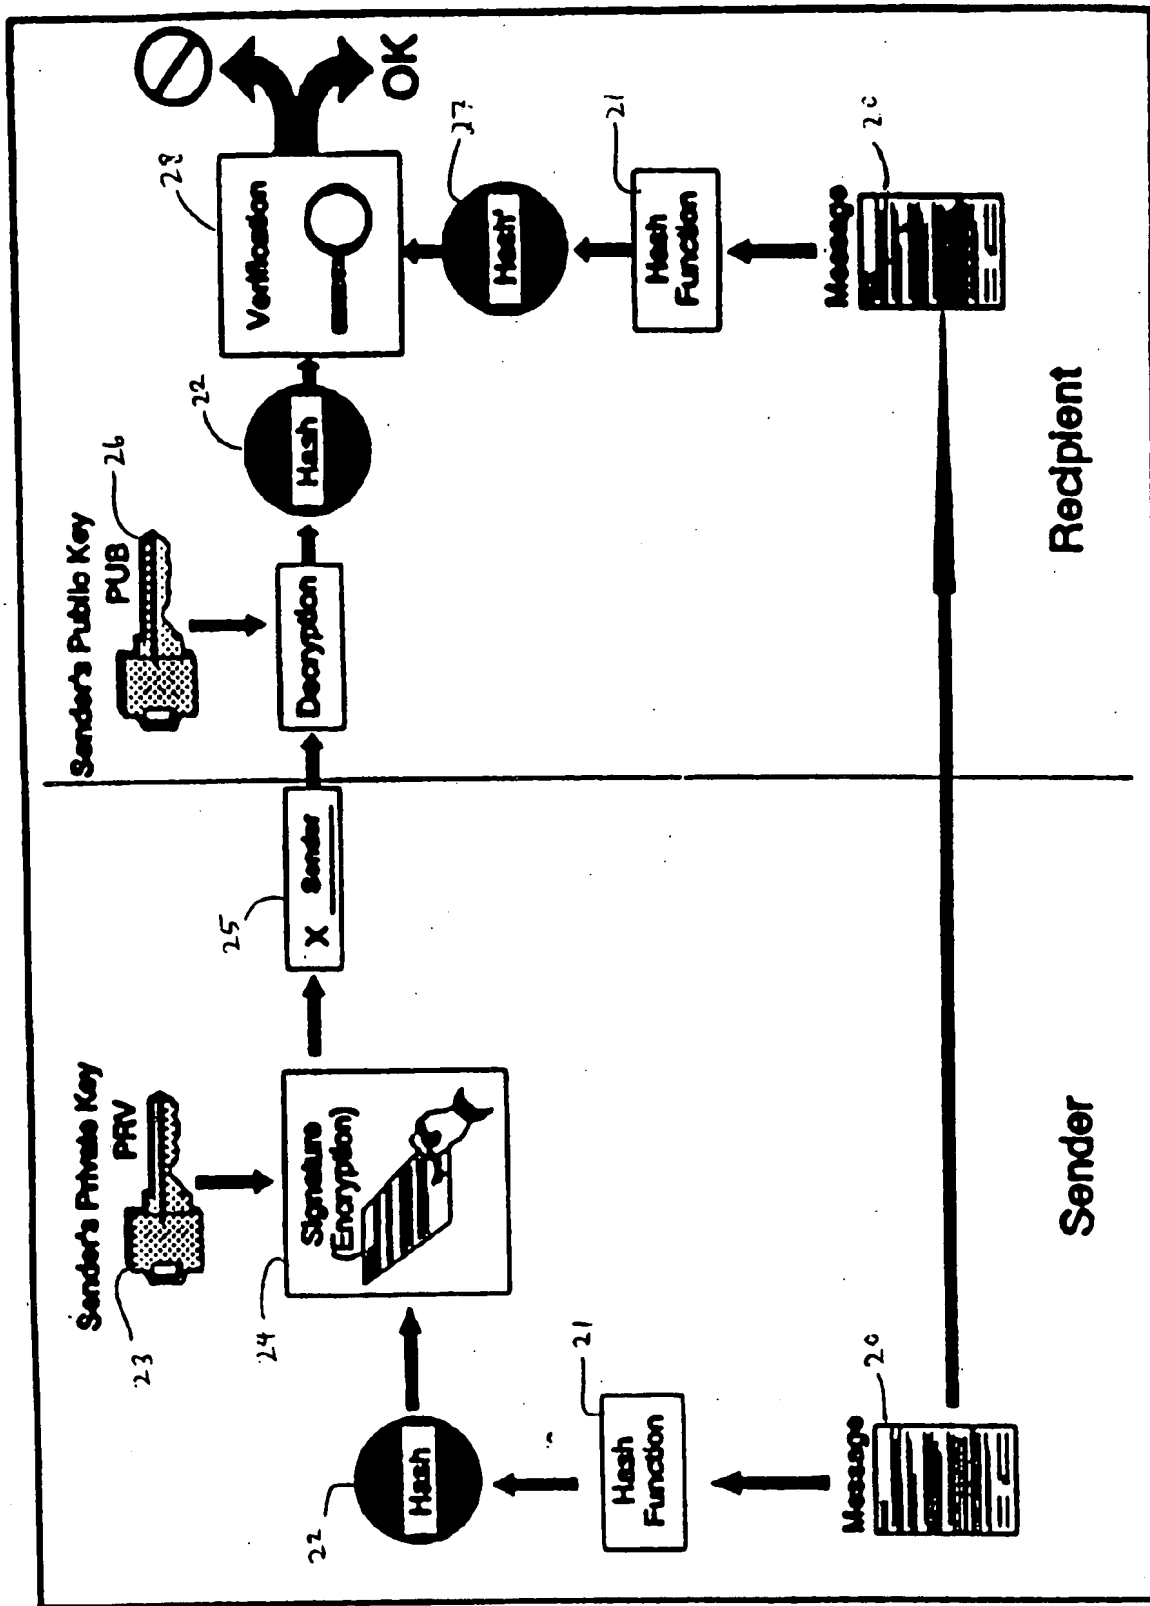 Sender's Private Key
PRV
23
Signature
(Encryption)
24
Hash
22
Hash
Function
21
Message
20
X Sender
25
Sender
Sender's Public Key
PUB
26
Decryption
Hash
22
Verification
28
OK
Hash'
27
Hash
Function
21
Message
20
Recipient